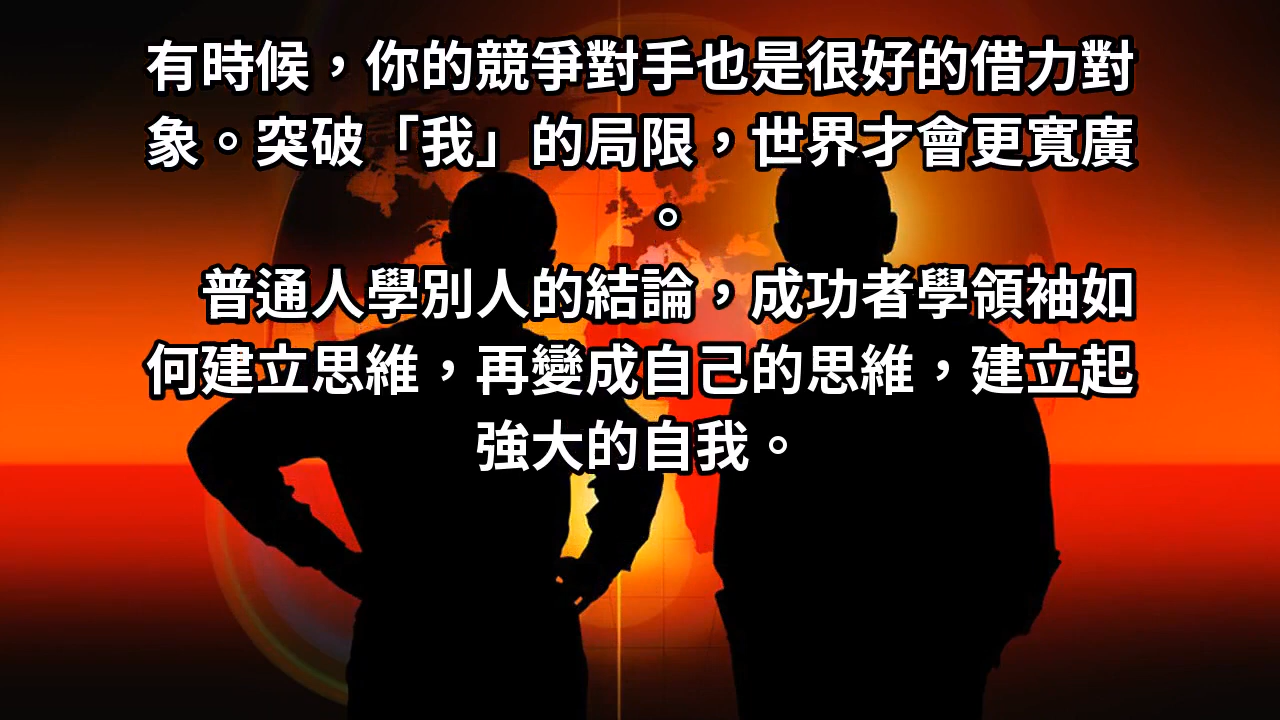 有時候，你的競爭對手也是很好的借力對
象。突破「我」的局限，世界才會更寬廣
。
普通人學別人的結論，成功者學領袖如
何建立思維，再變成自己的思維，建立起
強大的自我。